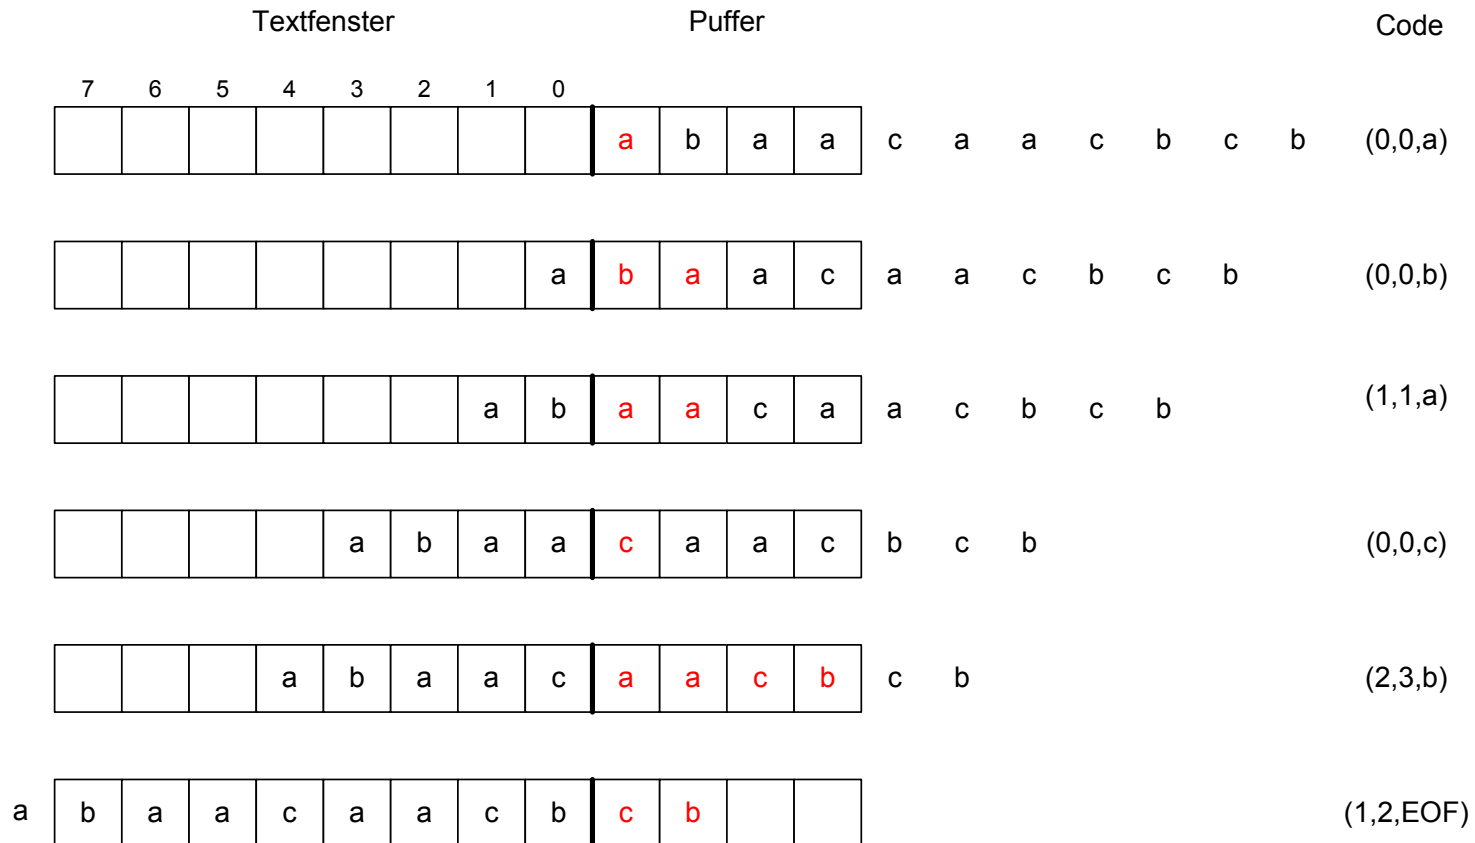 Textfenster Puffer Code
7 6 5 4 3 2 1 0
a b a a c a a c b c b (0,0,a)
a b a a c a a c b c b (0,0,b)
a b a a c a a c b c b (1,1,a)
a b a a c a a c b c b (0,0,c)
a b a a c a a c b c b (2,3,b)
a b a a c a a c b c b (1,2,EOF)